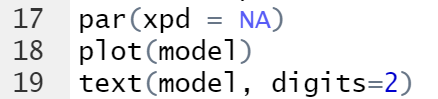 17 par(xpd = NA)
18 plot(model)
19 text(model, digits=2)